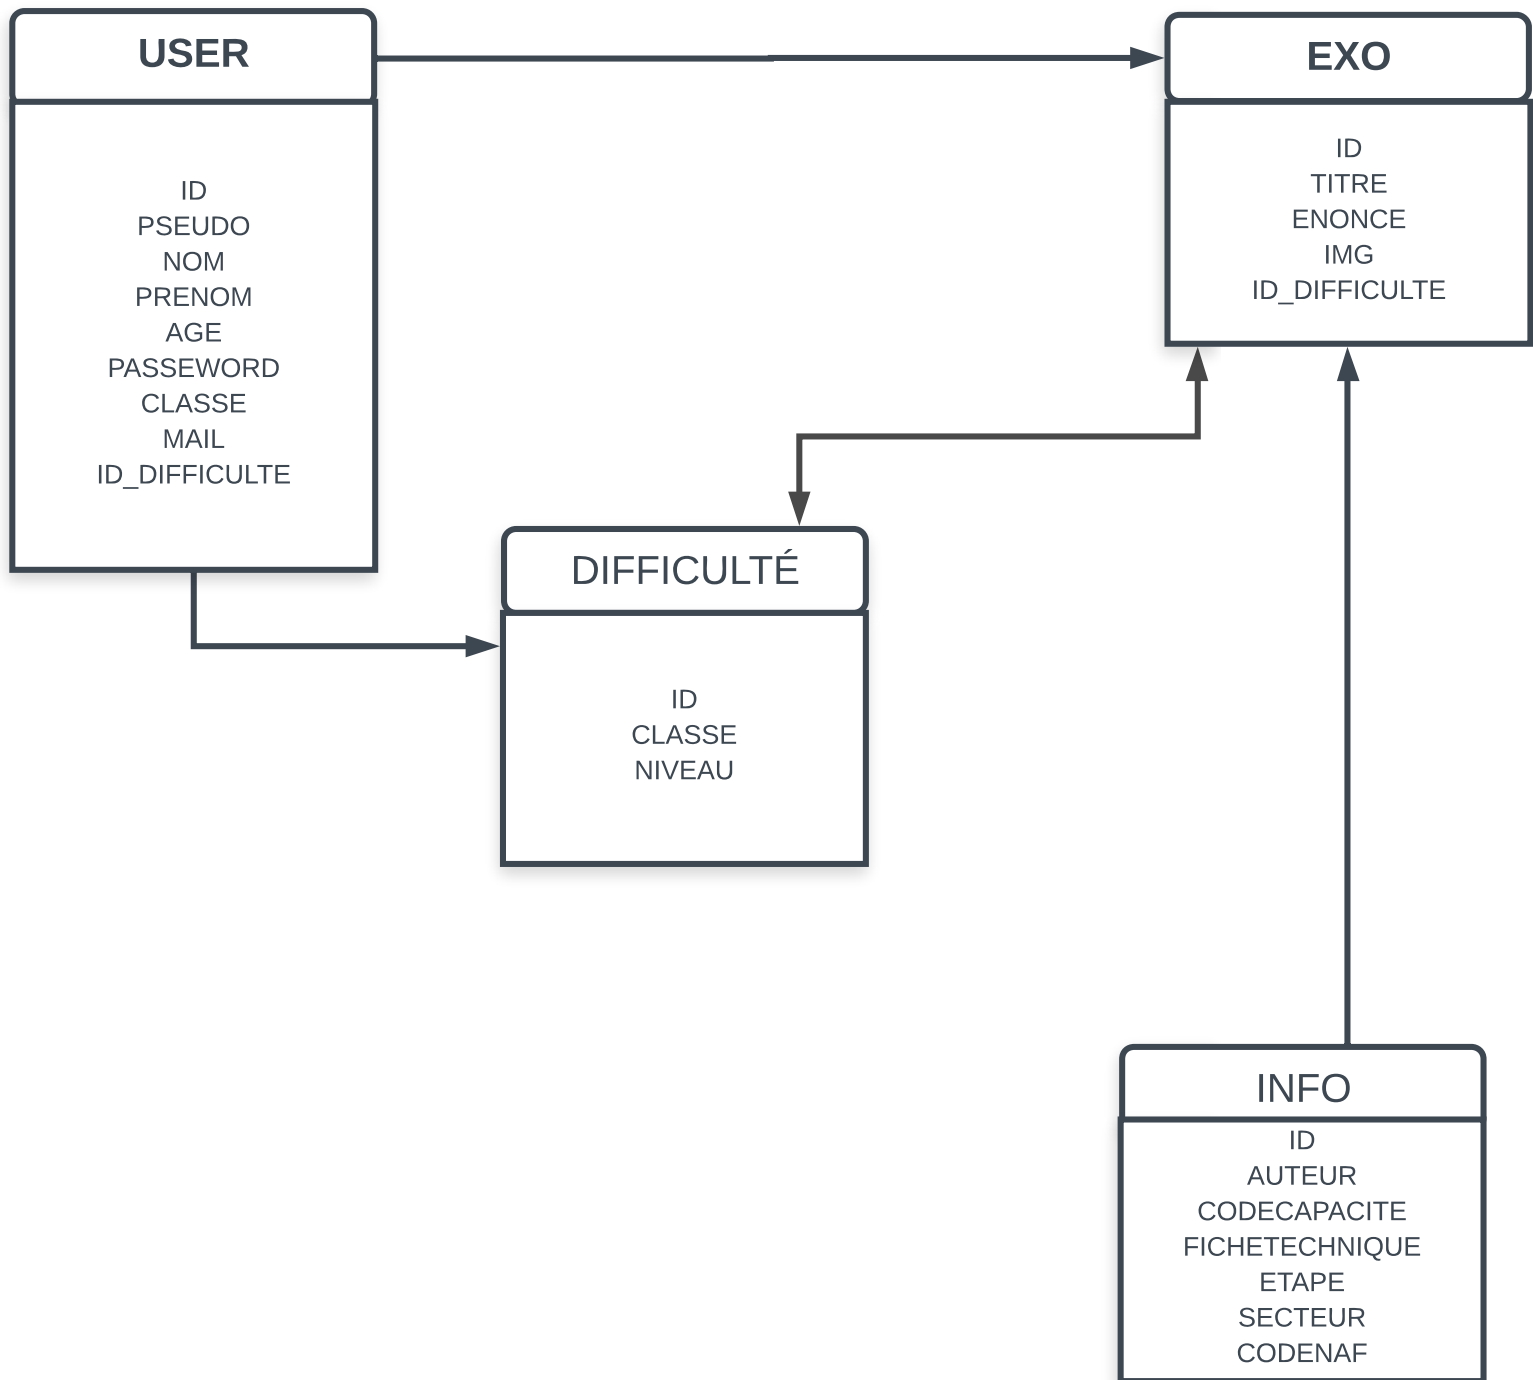 USER
ID
PSEUDO
NOM
PRENOM
AGE
PASSEWORD
CLASSE
MAIL
ID_DIFFICULTE
EXO
ID
TITRE
ENONCE
IMG
ID_DIFFICULTE
DIFFICULTÉ
ID
CLASSE
NIVEAU
INFO
ID
AUTEUR
CODECAPACITE
FICHETECHNIQUE
ETAPE
SECTEUR
CODENAF